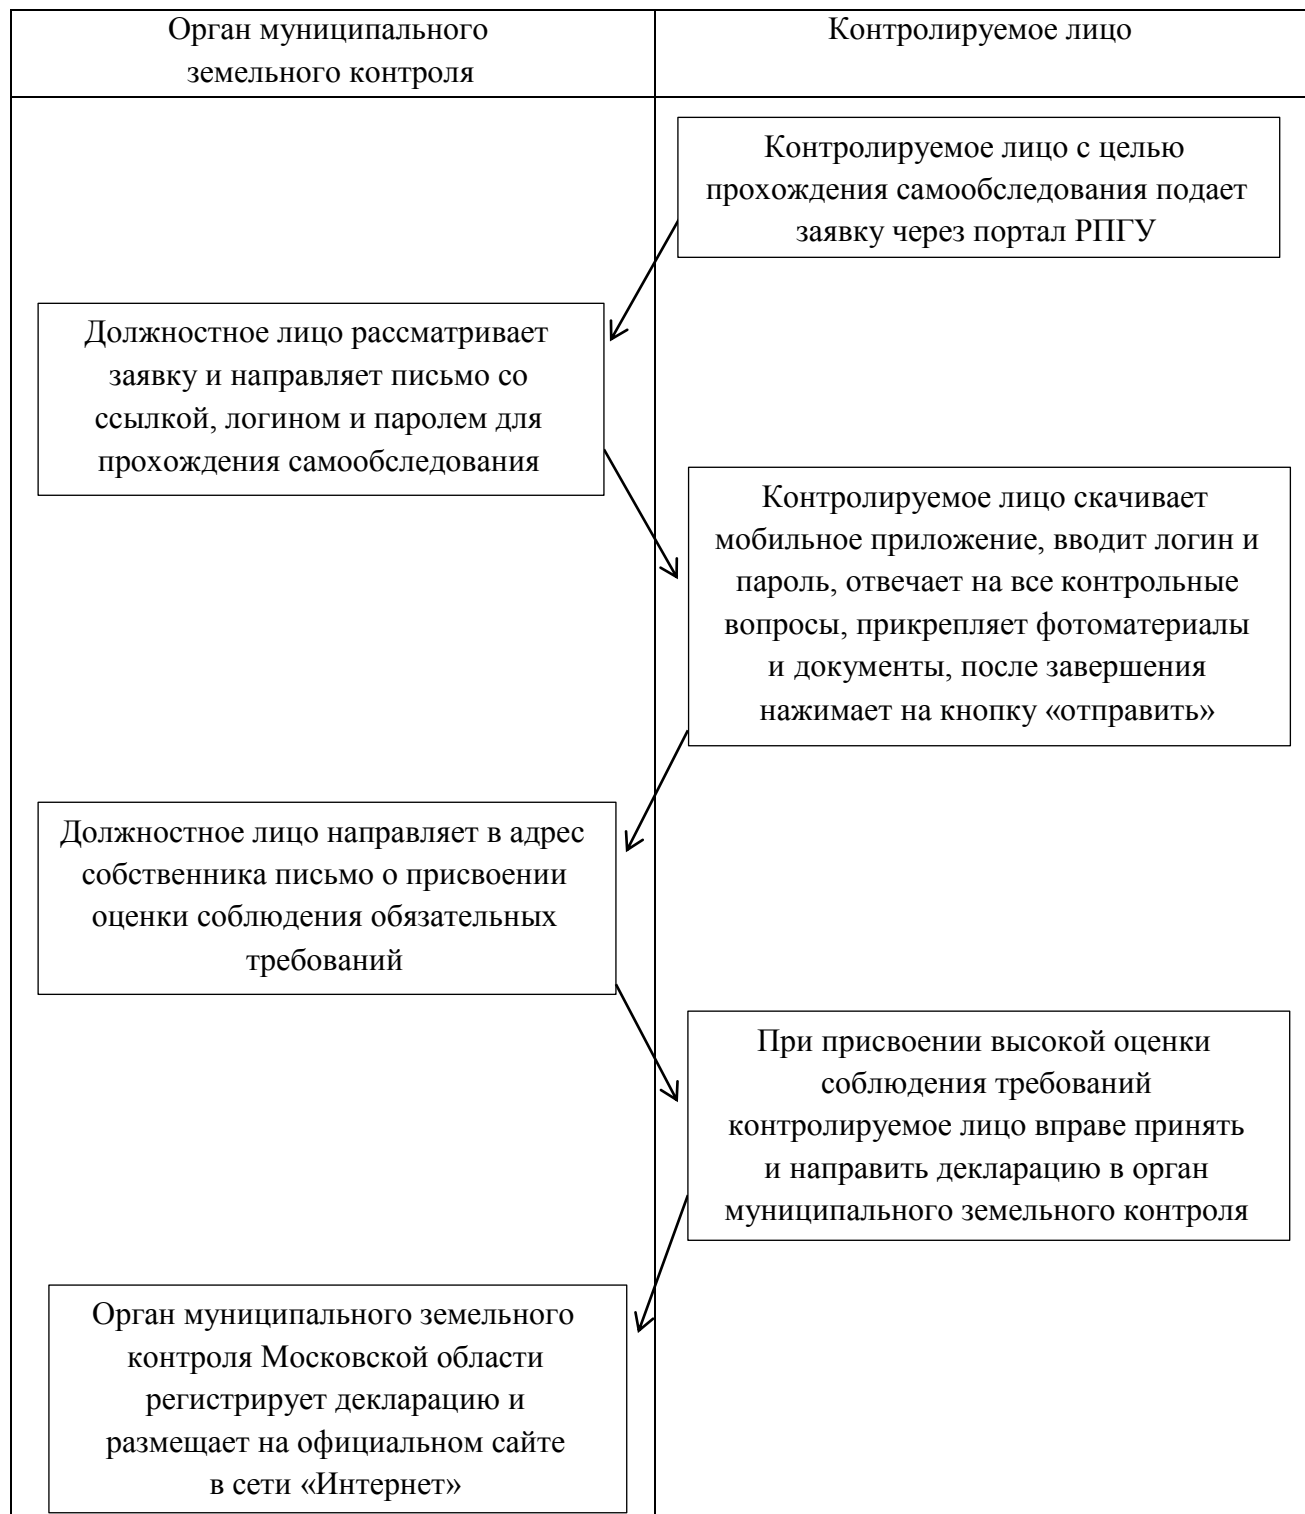 Орган муниципального
земельного контроля
Контролируемое лицо
Контролируемое лицо с целью
прохождения самообследования подает
заявку через портал РПГУ
Должностное лицо рассматривает
заявку и направляет письмо со
ссылкой, логином и паролем для
прохождения самообследования
Контролируемое лицо скачивает
мобильное приложение, вводит логин и
пароль, отвечает на все контрольные
вопросы, прикрепляет фотоматериалы
и документы, после завершения
нажимает на кнопку «отправить»
Должностное лицо направляет в адрес
собственника письмо о присвоении
оценки соблюдения обязательных
требований
При присвоении высокой оценки
соблюдения требований
контролируемое лицо вправе принять
и направить декларацию в орган
муниципального земельного контроля
Орган муниципального земельного
контроля Московской области
регистрирует декларацию и
размещает на официальном сайте
в сети «Интернет»